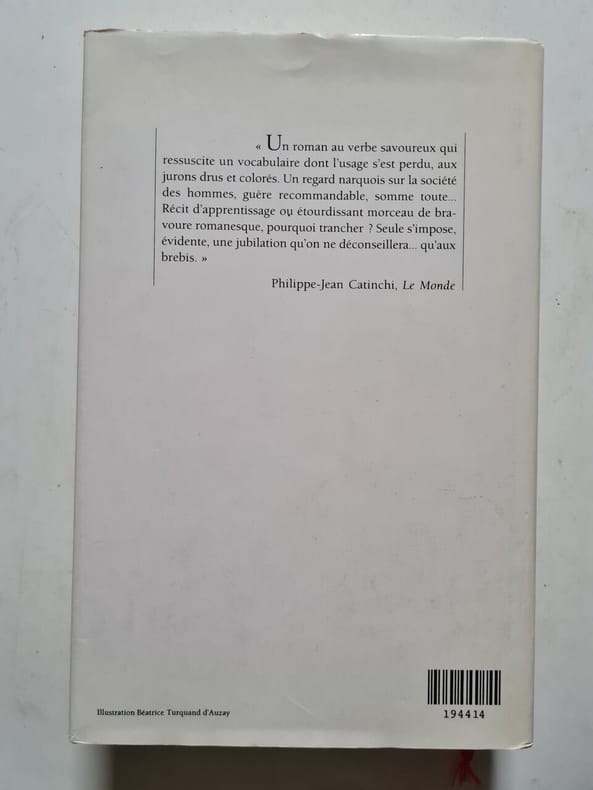 « Un roman au verbe savoureux qui
ressuscite un vocabulaire dont l'usage s'est perdu, aux
jurons drus et colorés. Un regard narquois sur la société
des hommes, guère recommandable, somme toute...
Récit d'apprentissage ou étourdissant morceau de bra-
voure romanesque, pourquoi trancher ? Seule s'impose,
évidente, une jubilation qu'on ne déconseillera... qu'aux
brebis. »
Philippe-Jean Catinchi, Le Monde
Illustration Béatrice Turquand d'Auzay
194414